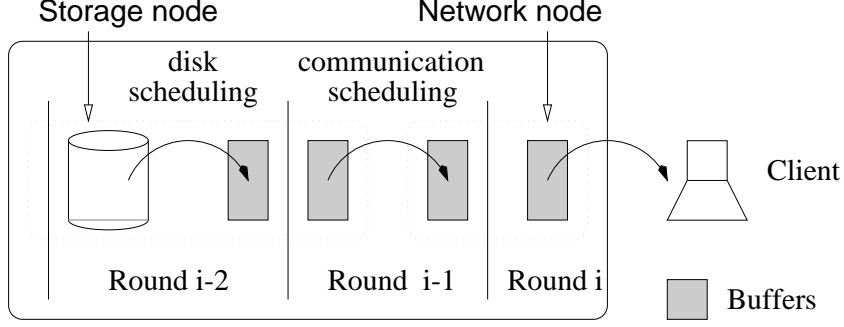 Storage node
Network node
disk
scheduling
communication
scheduling
Client
Round i-2
Round i-1
Round i
Buffers